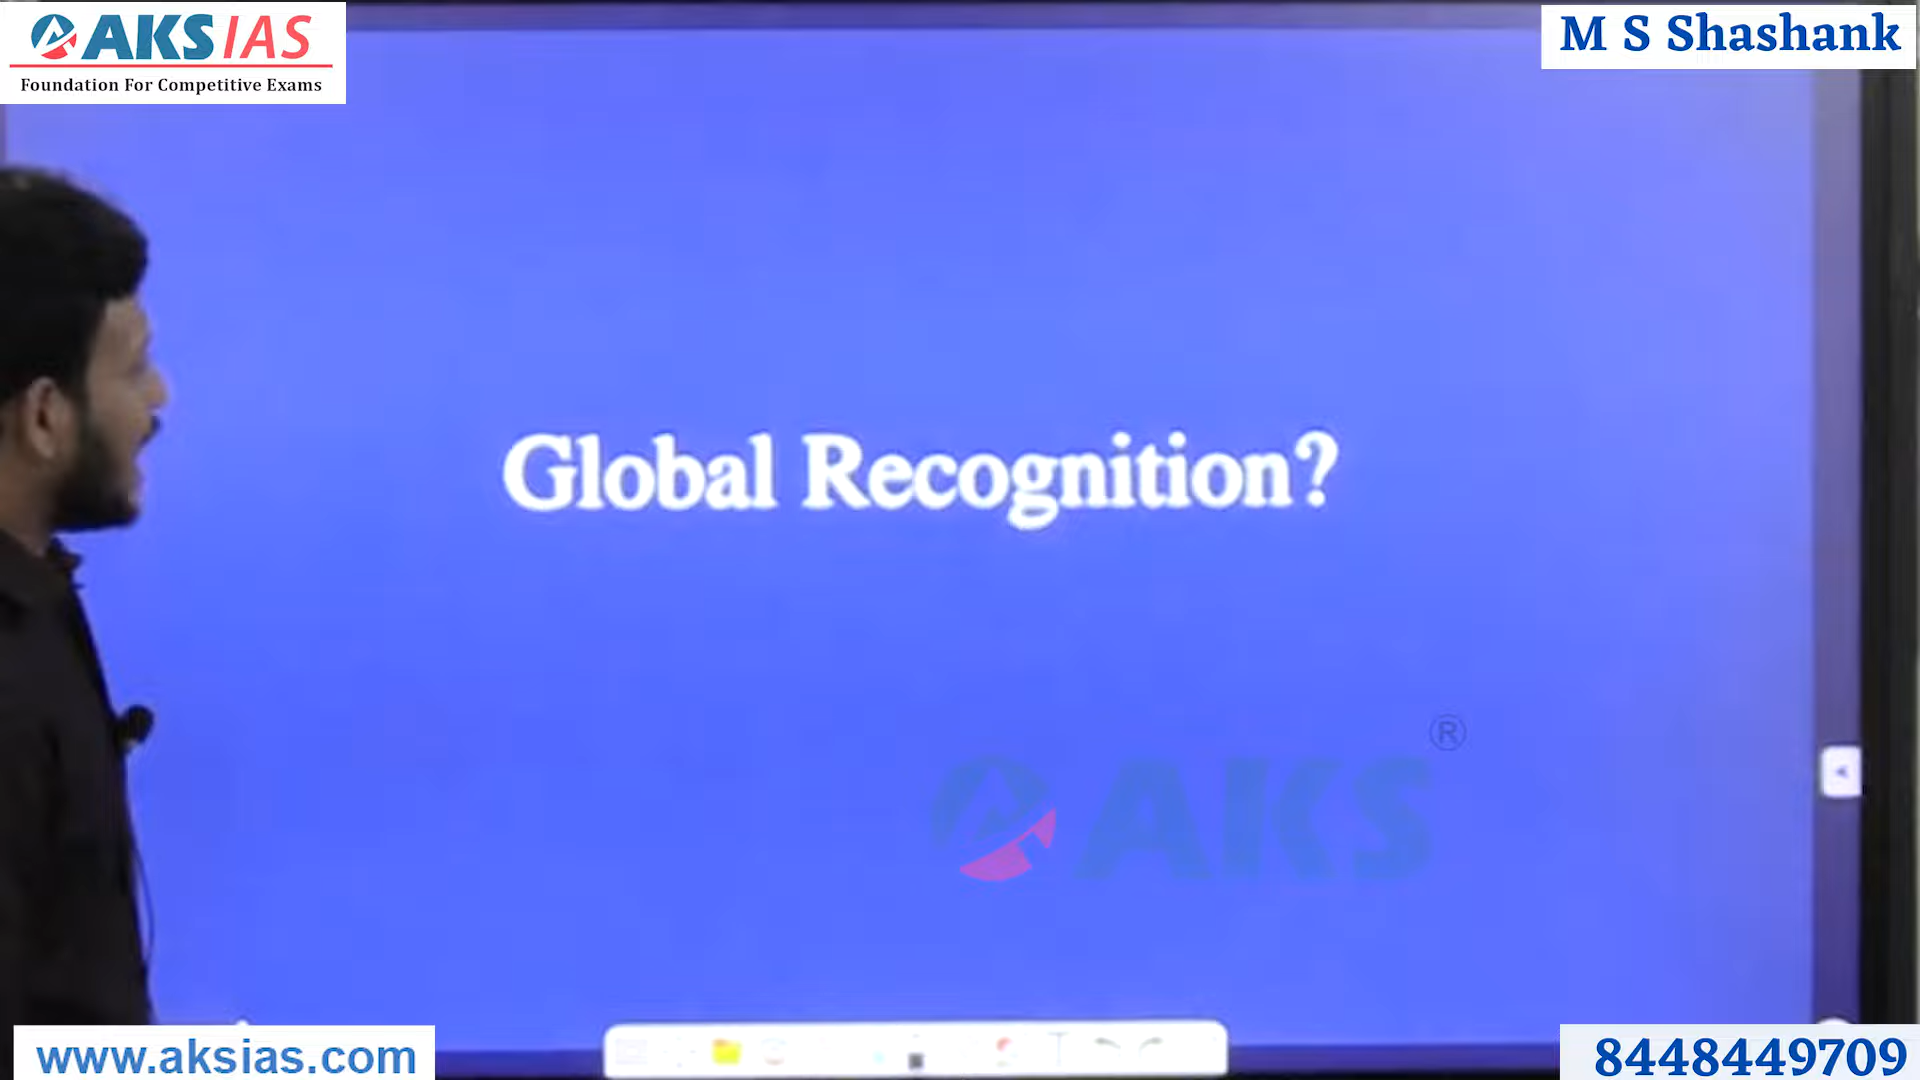 AKS IAS
Foundation For Competitive Exams
M S Shashank
Global Recognition?
AKS ®
www.aksias.com
8448449709